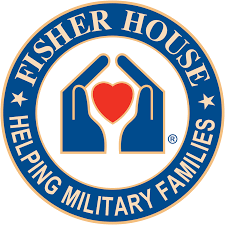 FISHER HOUSE
★ HELPING MILITARY FAMILIES ★
®